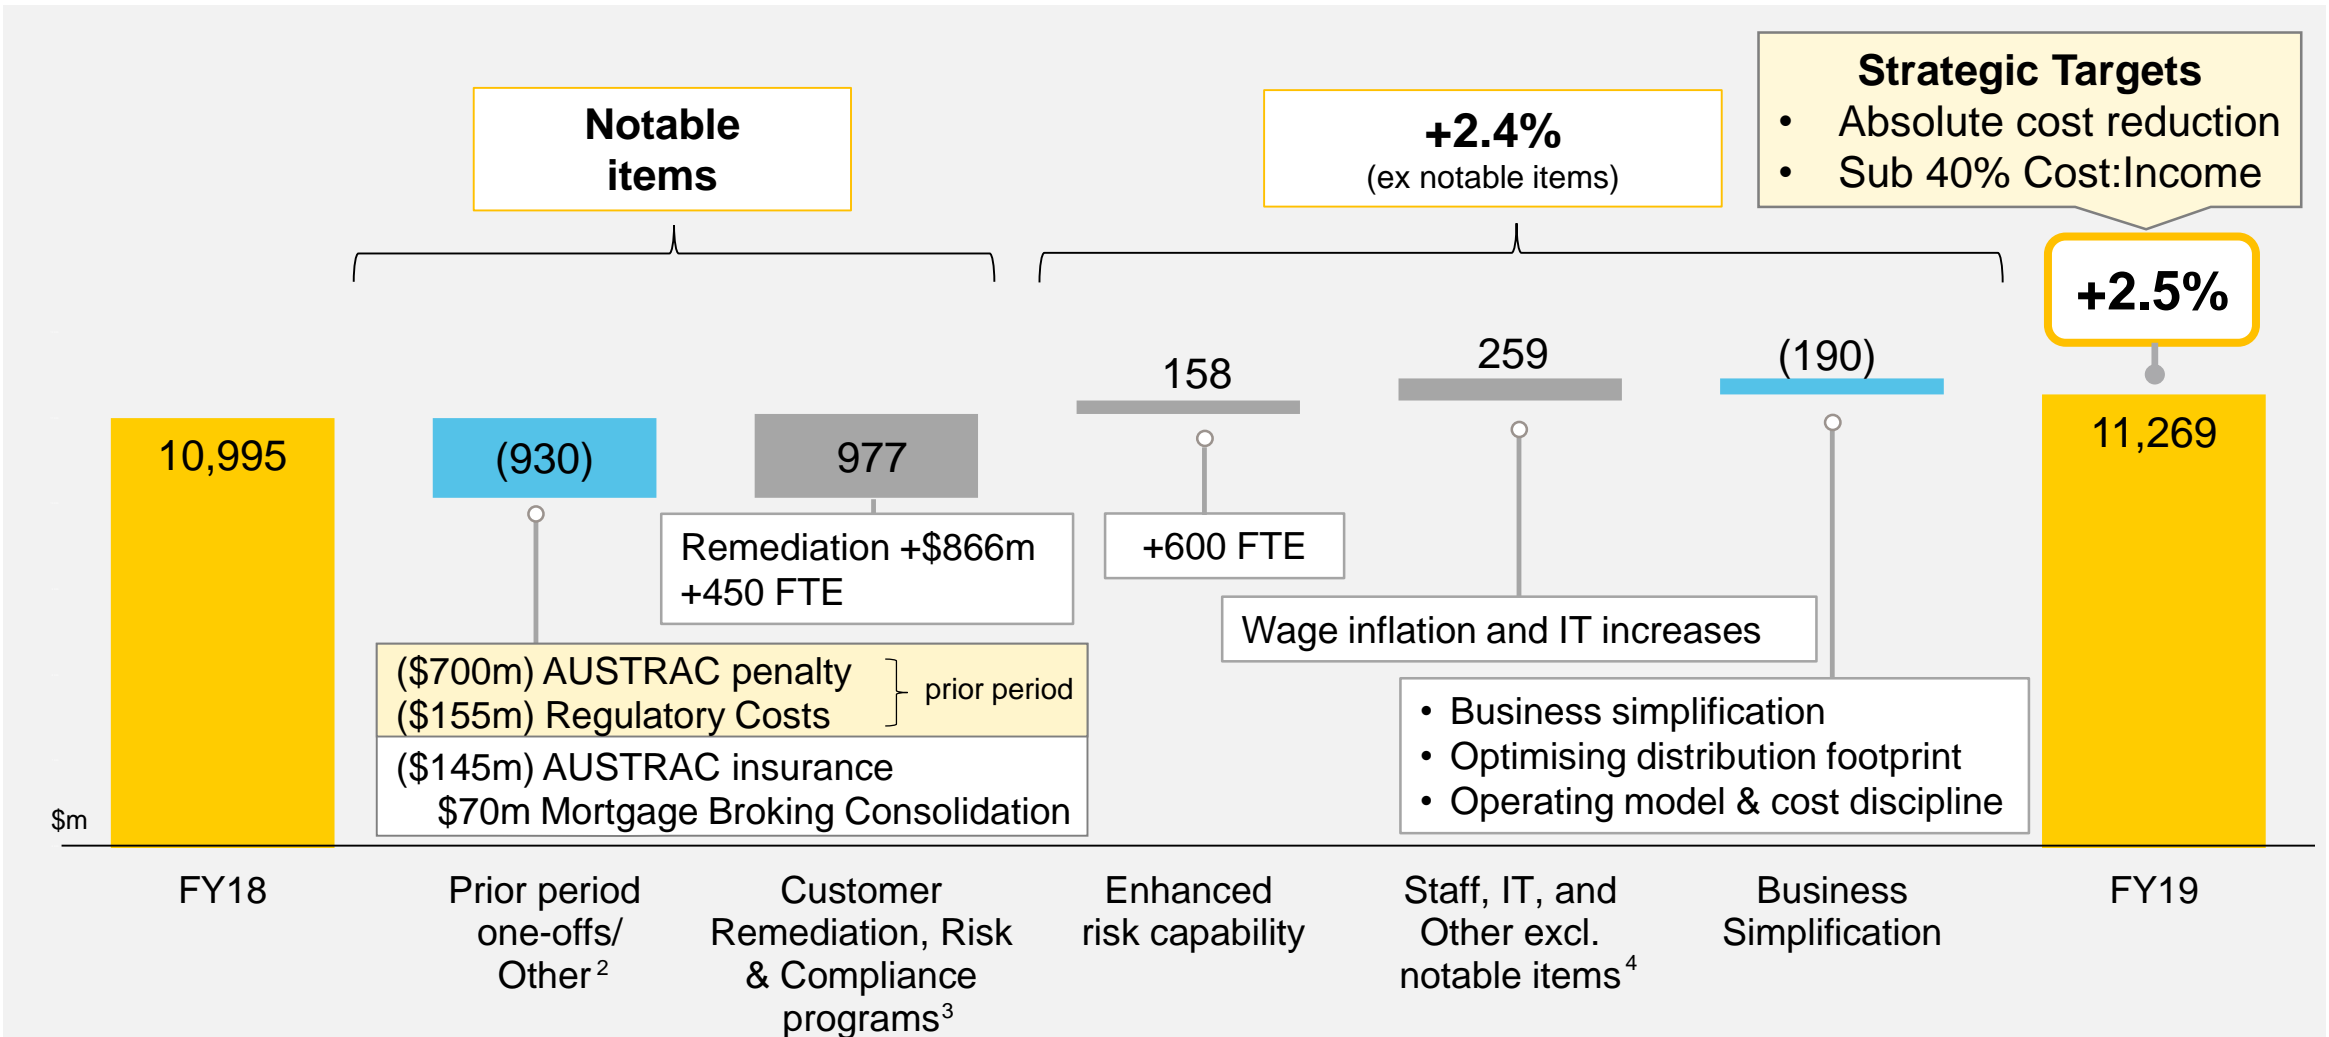 Strategic Targets
• Absolute cost reduction
• Sub 40% Cost:Income
Notable
items
+2.4%
(ex notable items)
+2.5%
10,995
(930)
977
158
259
(190)
11,269
Remediation +$866m
+450 FTE
+600 FTE
Wage inflation and IT increases
($700m) AUSTRAC penalty
($155m) Regulatory Costs
prior period
($145m) AUSTRAC insurance
$70m Mortgage Broking Consolidation
• Business simplification
• Optimising distribution footprint
• Operating model & cost discipline
$m
FY18
Prior period
one-offs/
Other 2
Customer
Remediation, Risk
& Compliance
programs3
Enhanced
risk capability
Staff, IT, and
Other excl.
notable items 4
Business
Simplification
FY19